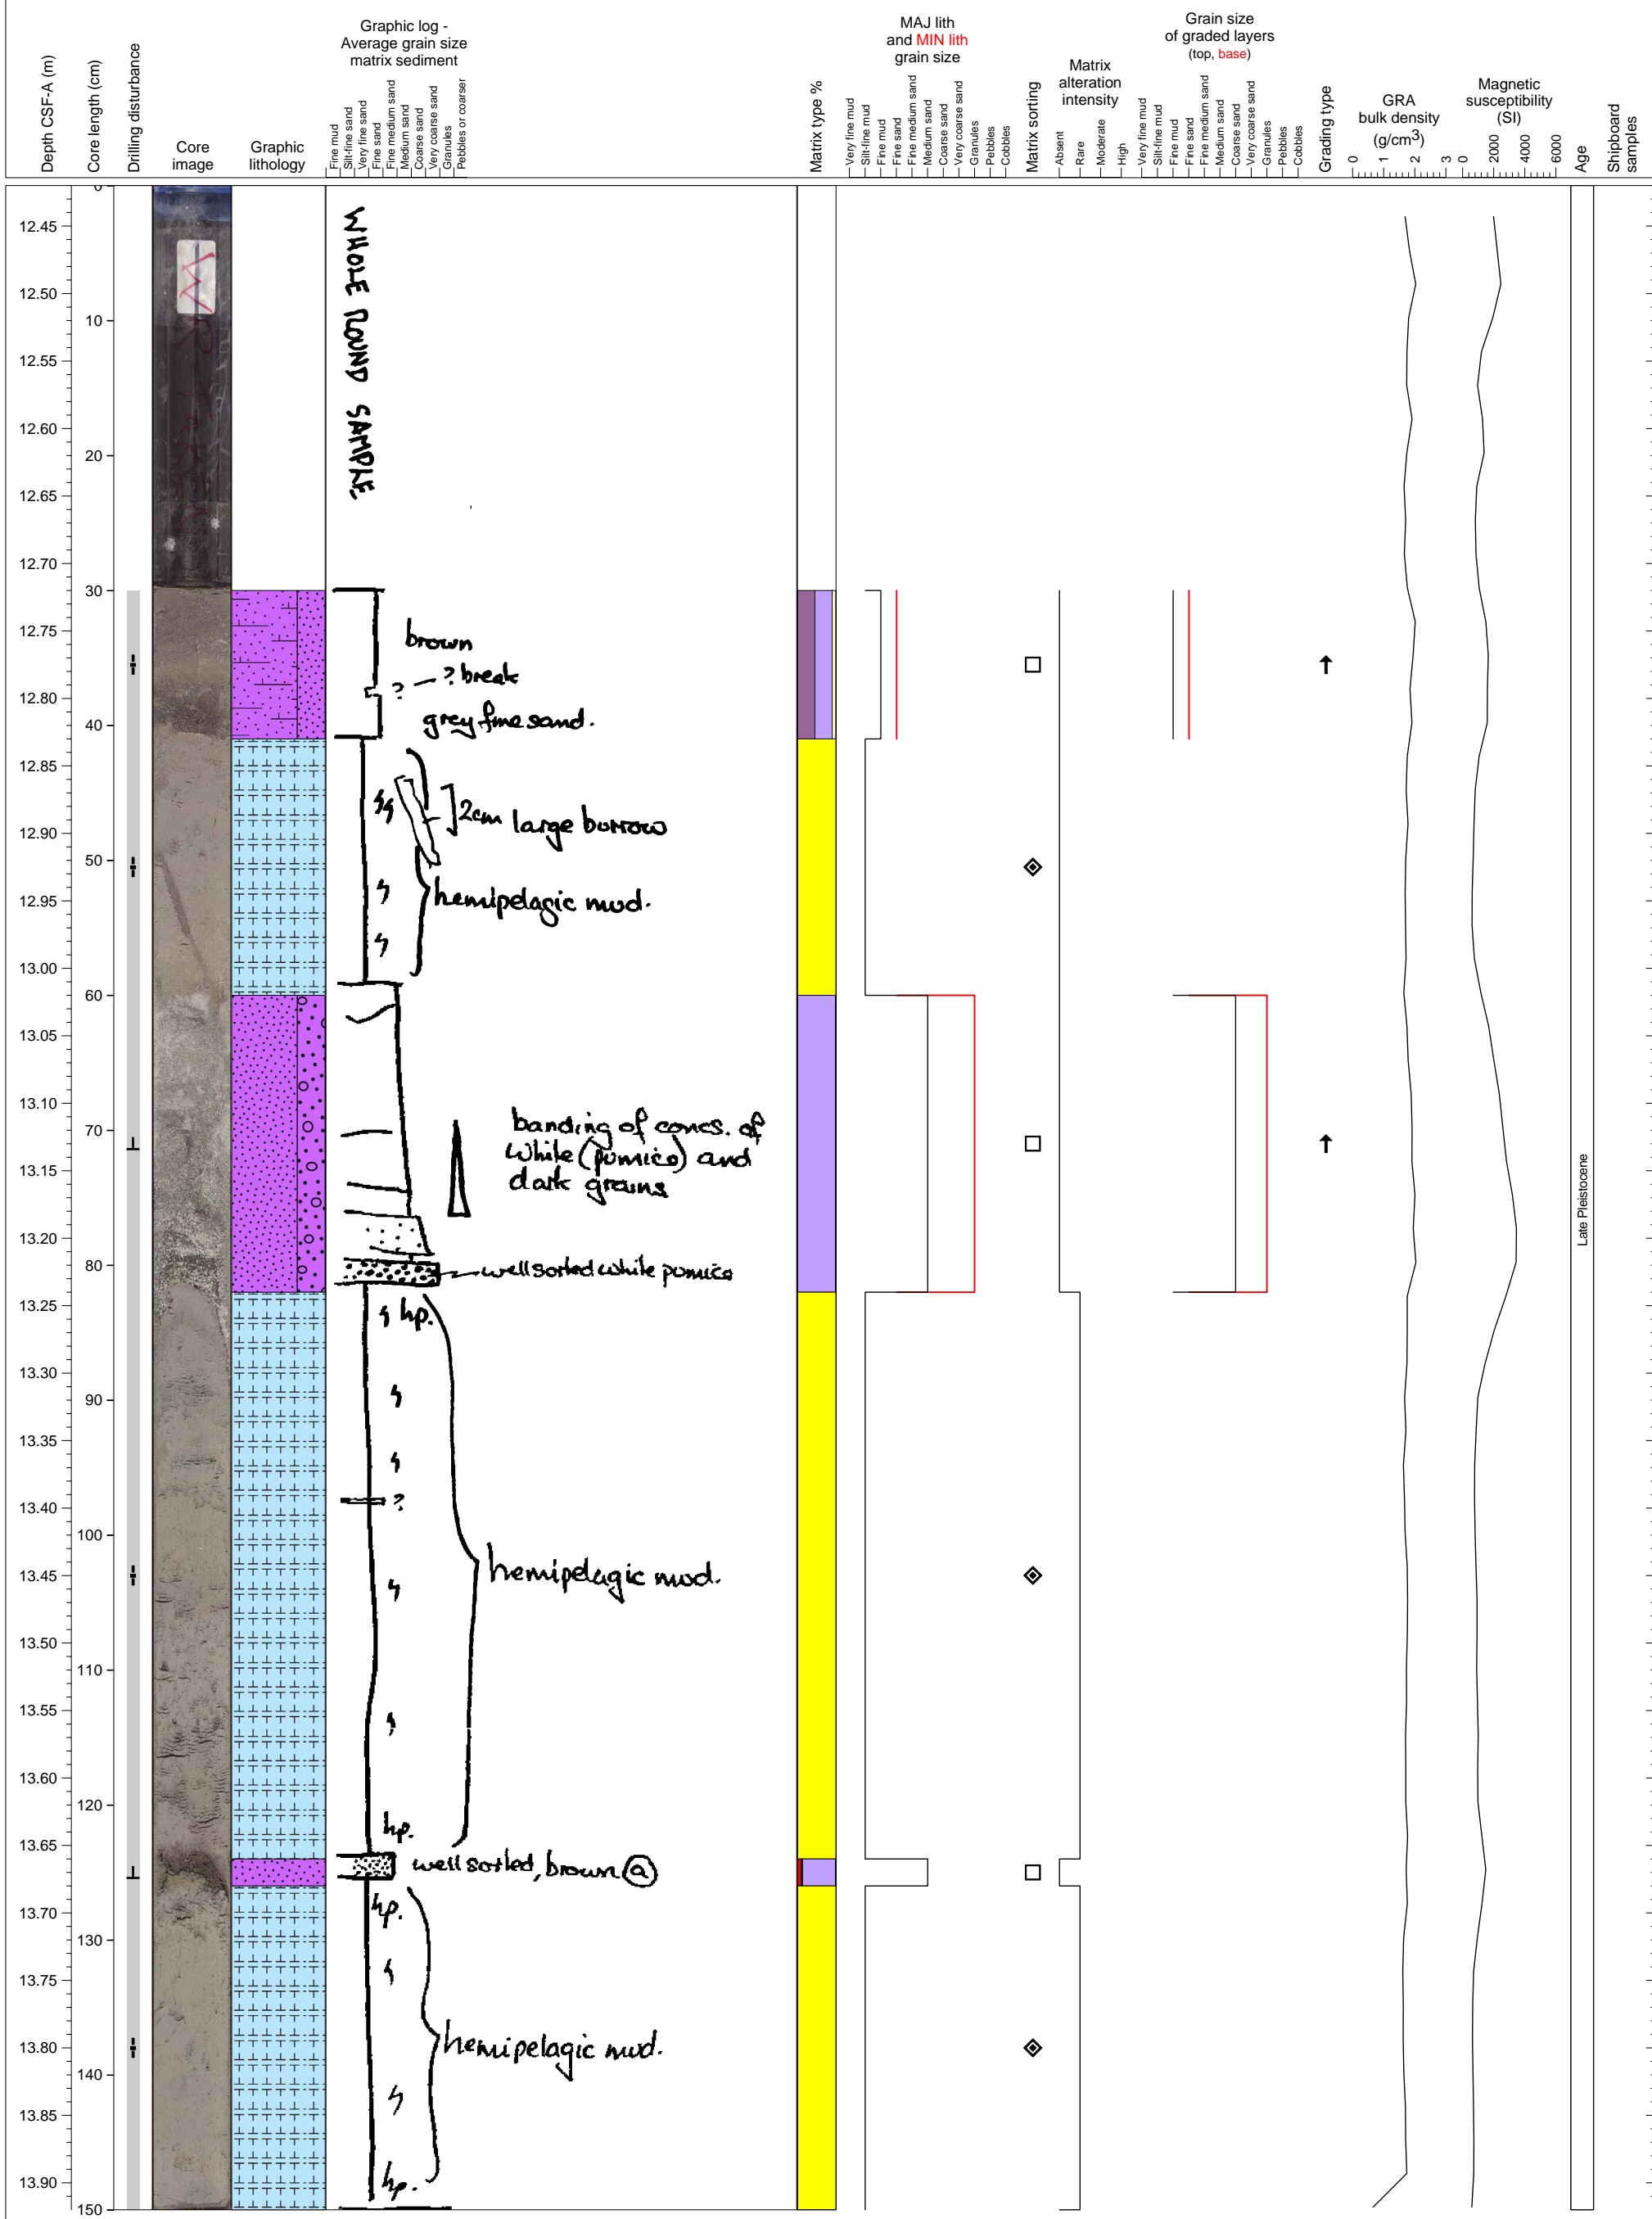 Depth CSF-A (m)
Core length (cm)
Drilling disturbance
Core
image
Graphic
lithology
Graphic log -
Average grain size
matrix sediment
Fine mud
Silt-fine sand
Very fine sand
Fine sand
Fine medium sand
Medium sand
Coarse sand
Very coarse sand
Granules
Pebbles or coarser
Matrix type %
MAJ lith
and MIN lith
grain size
Very fine mud
Silt-fine mud
Fine mud
Fine sand
Fine medium sand
Medium sand
Coarse sand
Very coarse sand
Granules
Pebbles
Cobbles
Matrix sorting
Matrix
alteration
intensity
Absent
Rare
Moderate
High
Grain size
of graded layers
(top, base)
Very fine mud
Silt-fine mud
Fine mud
Fine sand
Fine medium sand
Medium sand
Coarse sand
Very coarse sand
Granules
Pebbles
Cobbles
Grading type
GRA
bulk density
(g/cm3)
0 1 2 3
Magnetic
susceptibility
(SI)
0 2000 4000 6000
Age
Shipboard
samples
12.45
12.50
12.55
12.60
12.65
12.70
12.75
12.80
12.85
12.90
12.95
13.00
13.05
13.10
13.15
13.20
13.25
13.30
13.35
13.40
13.45
13.50
13.55
13.60
13.65
13.70
13.75
13.80
13.85
13.90
0
10
20
30
40
50
60
70
80
90
100
110
120
130
140
150
WR TAKEN
WHOLE ROUND SAMPLE
brown
? - ? break
grey fine sand.
2cm large burrow
hemipelagic mud.
banding of concs. of
white (pumice) and
dark grains
well sorted white pumice
hp.
?
hemipelagic mud.
hp.
well sorted, brown a
hp.
hemipelagic mud.
hp.
Late Pleistocene